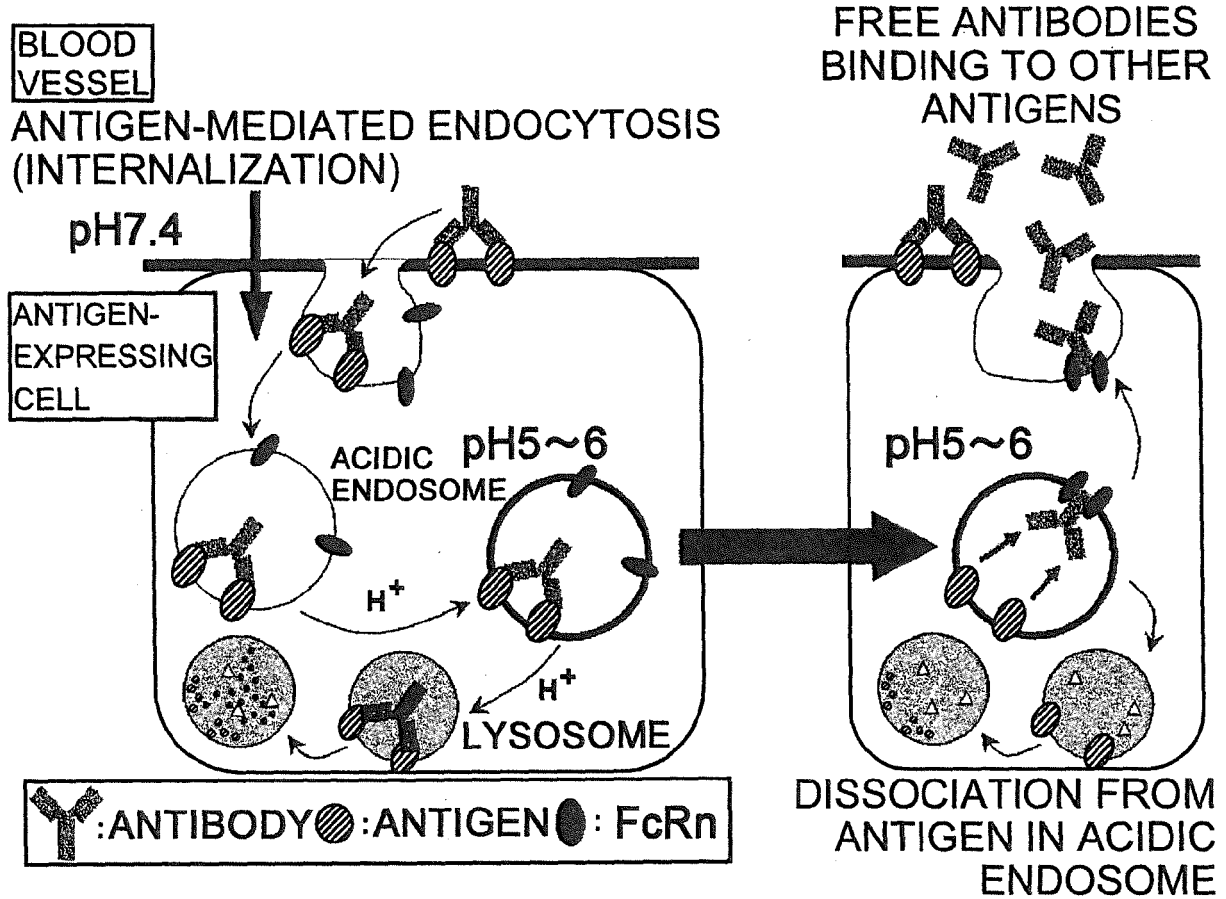 BLOOD
VESSEL
ANTIGEN-MEDIATED ENDOCYTOSIS
(INTERNALIZATION)
pH7.4
ANTIGEN-
EXPRESSING
CELL
ACIDIC
ENDOSOME
pH5~6
H+
H+
LYSOSOME
FREE ANTIBODIES
BINDING TO OTHER
ANTIGENS
pH5~6
DISSOCIATION FROM
ANTIGEN IN ACIDIC
ENDOSOME
:ANTIBODY :ANTIGEN : FcRn